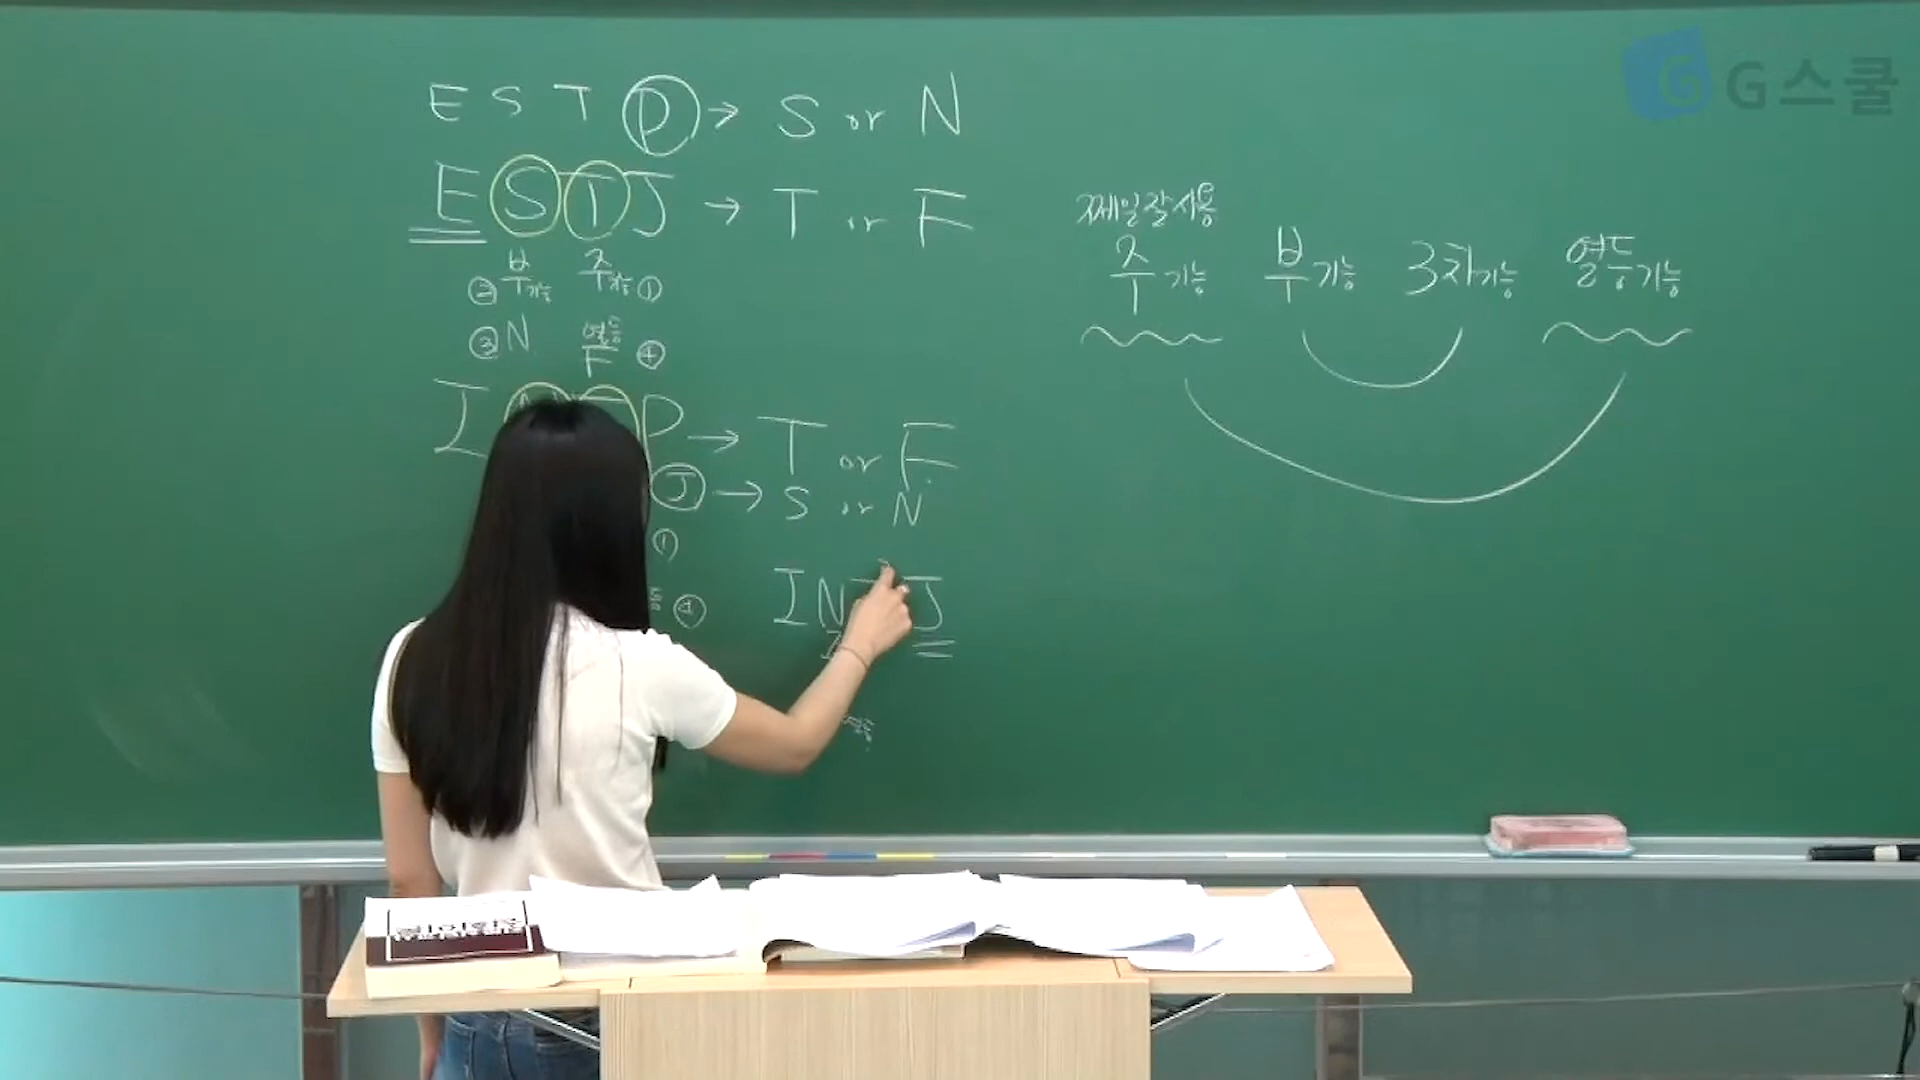 G스쿨
E S T P → S or N
E S T J → T or F
② 부기능 주기능 ①
③ N 열등 F ④
I P → T or F
J → S or N
①
④
I N J
제일 잘 사용
주기능 부기능 3차기능 열등기능